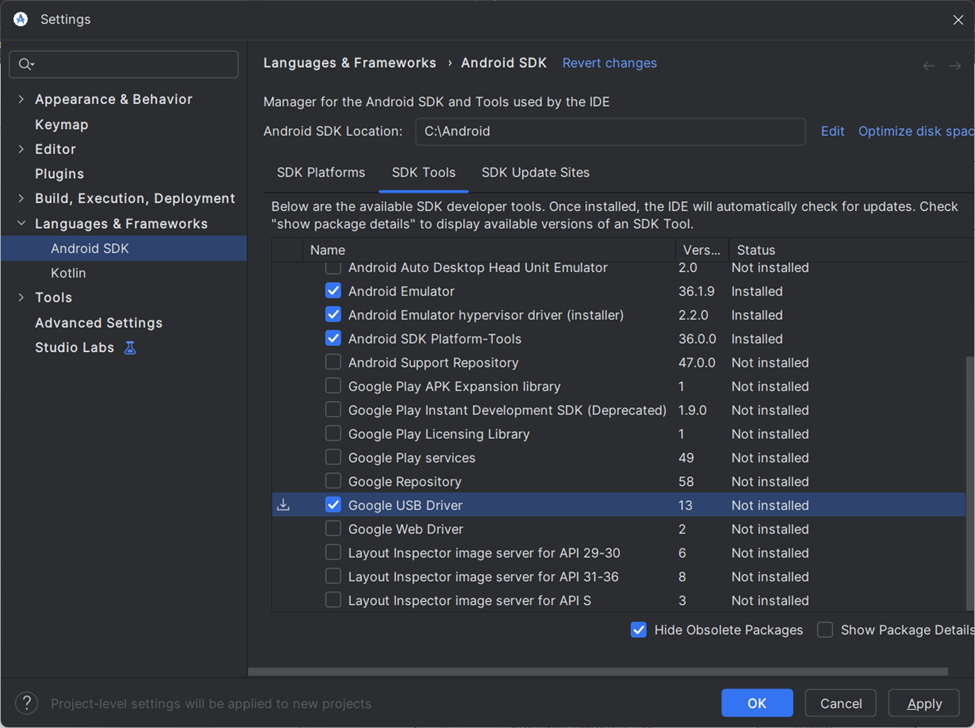 Settings
Languages & Frameworks › Android SDK Revert changes
Appearance & Behavior
Keymap
Editor
Plugins
Build, Execution, Deployment
Languages & Frameworks
Android SDK
Kotlin
Tools
Advanced Settings
Studio Labs
Manager for the Android SDK and Tools used by the IDE
Android SDK Location: C:\Android Edit Optimize disk spac
SDK Platforms SDK Tools SDK Update Sites
Below are the available SDK developer tools. Once installed, the IDE will automatically check for updates. Check
"show package details" to display available versions of an SDK Tool.
Name Vers... Status
Android Auto Desktop Head Unit Emulator 2.0 Not installed
Android Emulator 36.1.9 Installed
Android Emulator hypervisor driver (installer) 2.2.0 Installed
Android SDK Platform-Tools 36.0.0 Installed
Android Support Repository 47.0.0 Not installed
Google Play APK Expansion library 1 Not installed
Google Play Instant Development SDK (Deprecated) 1.9.0 Not installed
Google Play Licensing Library 1 Not installed
Google Play services 49 Not installed
Google Repository 58 Not installed
Google USB Driver 13 Not installed
Google Web Driver 2 Not installed
Layout Inspector image server for API 29-30 6 Not installed
Layout Inspector image server for API 31-36 8 Not installed
Layout Inspector image server for API S 3 Not installed
Hide Obsolete Packages Show Package Details
? Project-level settings will be applied to new projects
OK Cancel Apply